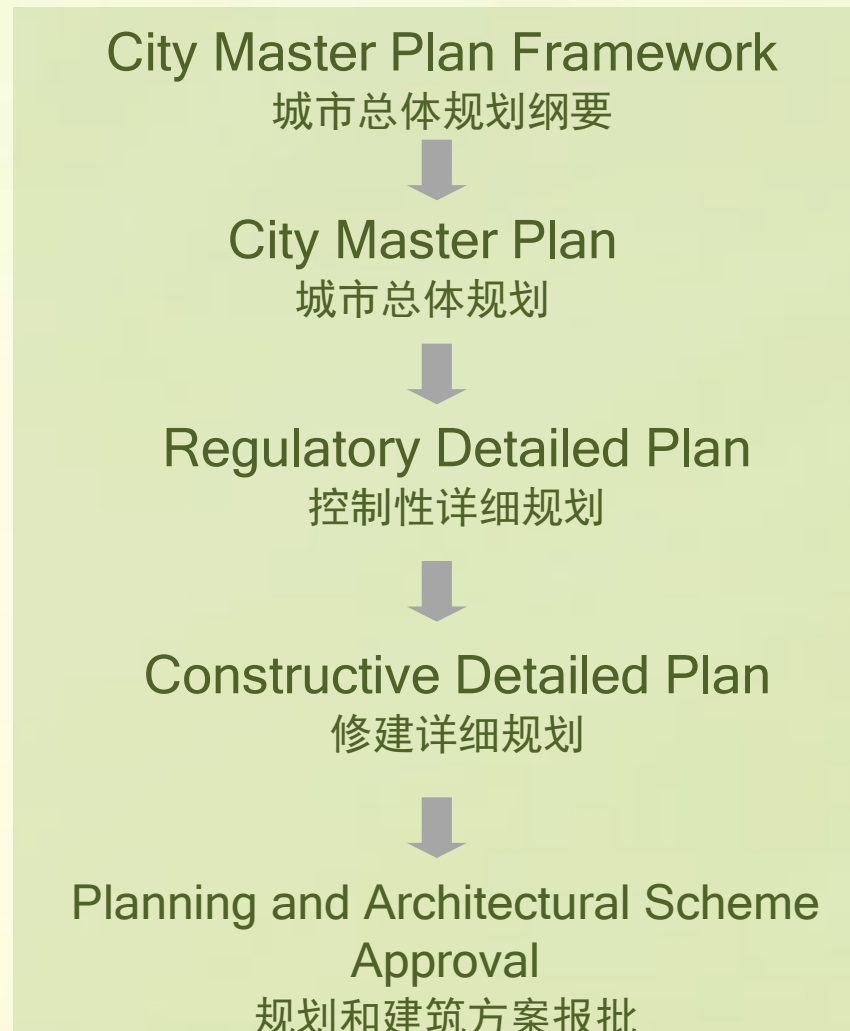 City Master Plan Framework
城市总体规划纲要
City Master Plan
城市总体规划
Regulatory Detailed Plan
控制性详细规划
Constructive Detailed Plan
修建详细规划
Planning and Architectural Scheme
Approval
规划和建筑方案报批